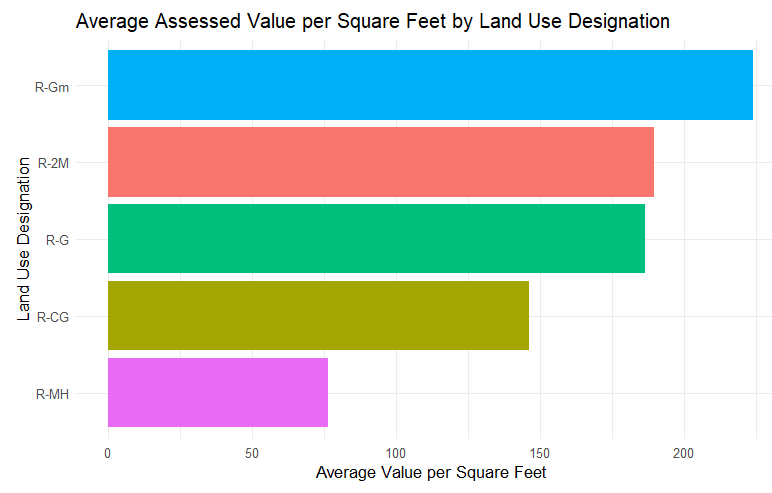 Average Assessed Value per Square Feet by Land Use Designation
Land Use Designation
R-Gm
R-2M
R-G
R-CG
R-MH
0 50 100 150 200
Average Value per Square Feet